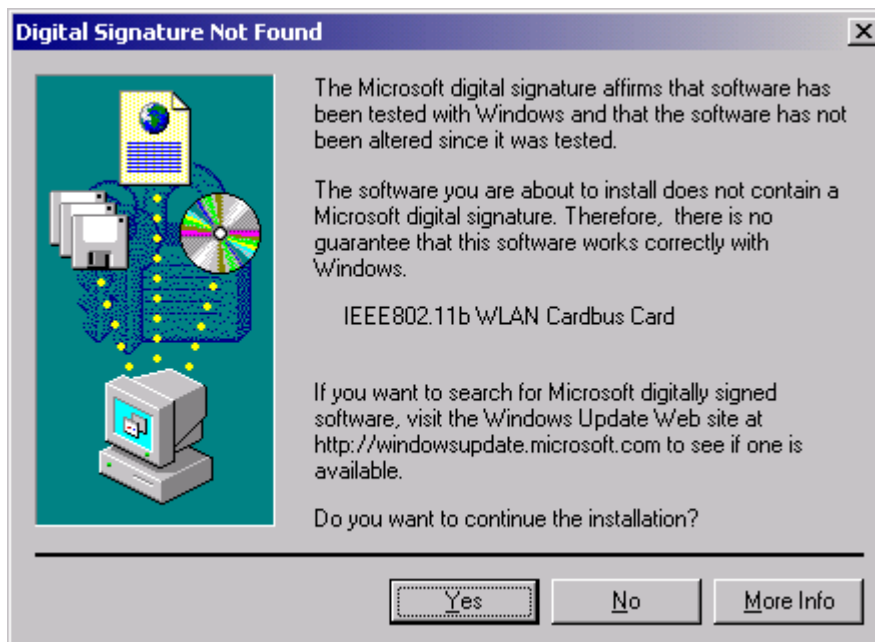 Digital Signature Not Found
The Microsoft digital signature affirms that software has
been tested with Windows and that the software has not
been altered since it was tested.
The software you are about to install does not contain a
Microsoft digital signature. Therefore,  there is no
guarantee that this software works correctly with
Windows.
IEEE802.11b WLAN Cardbus Card
If you want to search for Microsoft digitally signed
software, visit the Windows Update Web site at
http://windowsupdate.microsoft.com to see if one is
available.
Do you want to continue the installation?
Yes No More Info